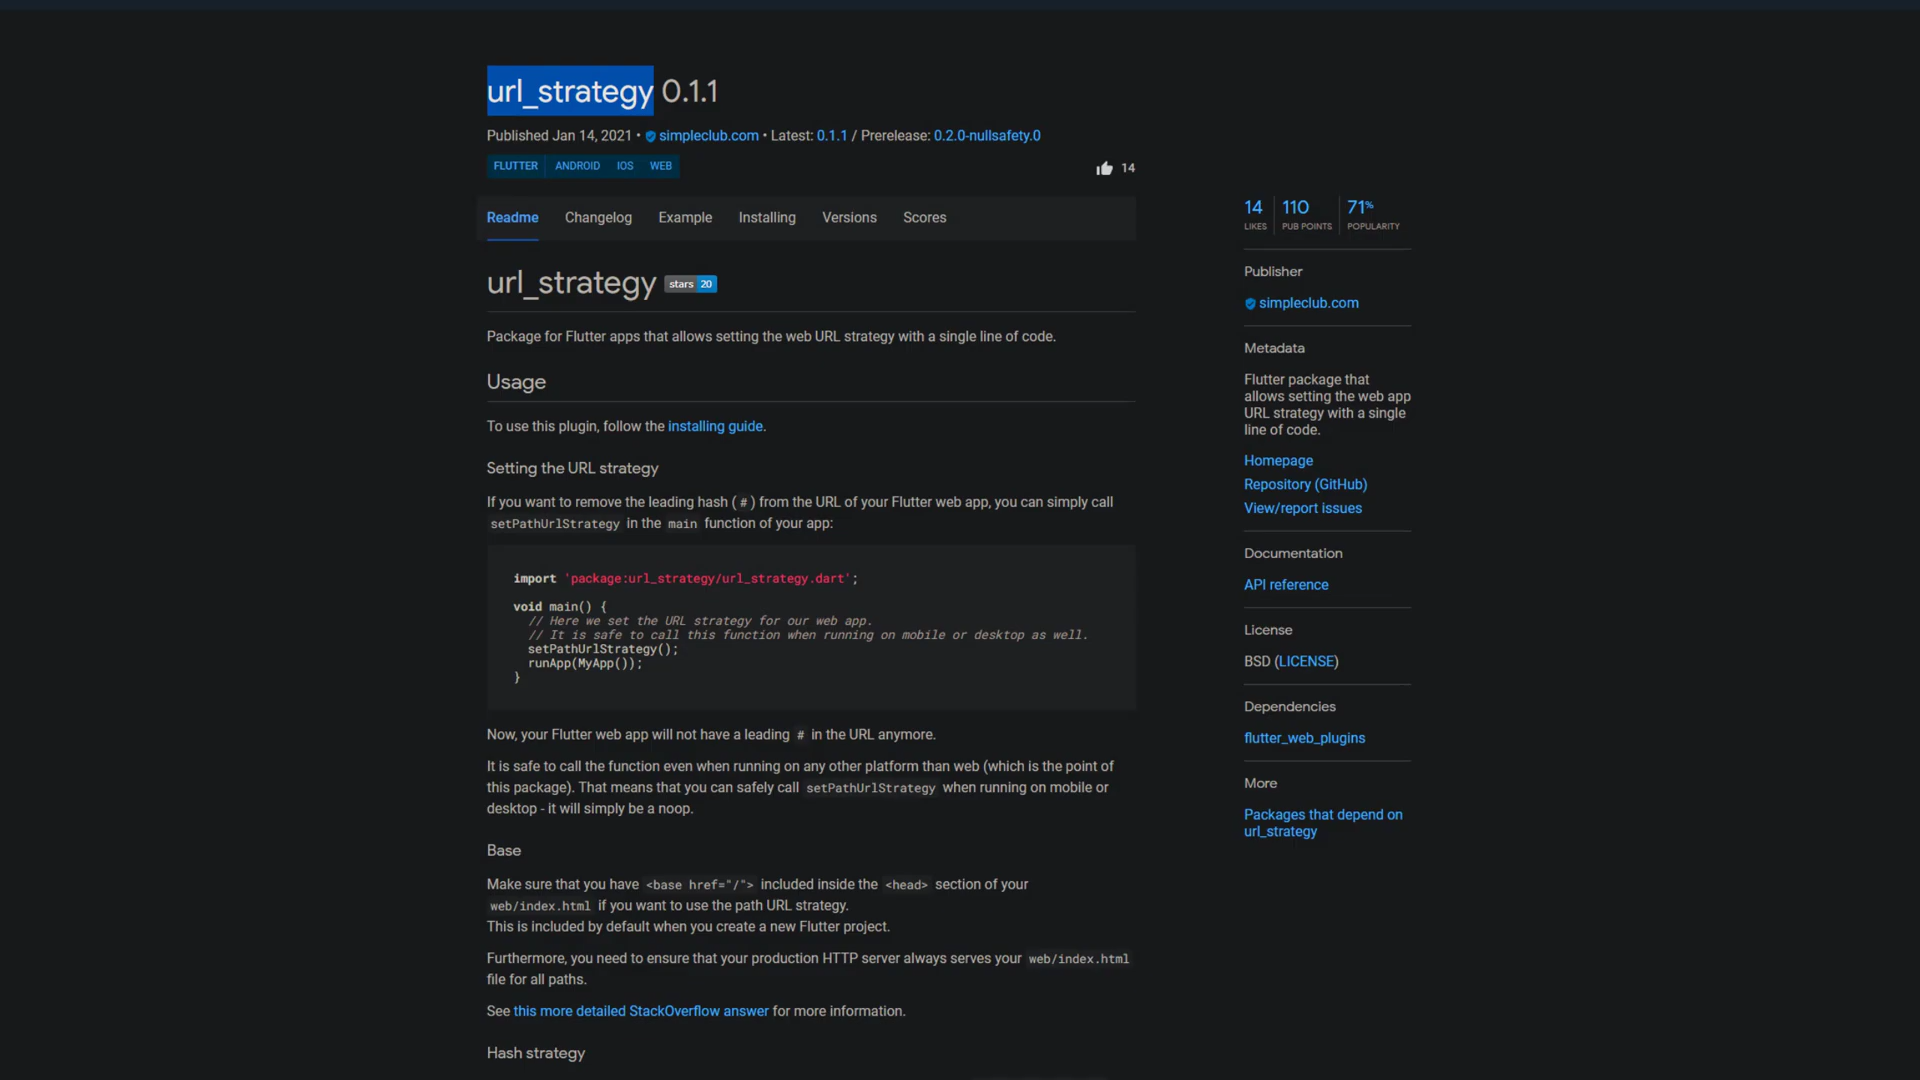 url_strategy 0.1.1
Published Jan 14, 2021 • simpleclub.com • Latest: 0.1.1 / Prerelease: 0.2.0-nullsafety.0
FLUTTER ANDROID IOS WEB
14
Readme Changelog Example Installing Versions Scores
url_strategy stars 20
Package for Flutter apps that allows setting the web URL strategy with a single line of code.
Usage
To use this plugin, follow the installing guide.
Setting the URL strategy
If you want to remove the leading hash ( # ) from the URL of your Flutter web app, you can simply call
setPathUrlStrategy in the main function of your app:
import 'package:url_strategy/url_strategy.dart';
void main() {
// Here we set the URL strategy for our web app.
// It is safe to call this function when running on mobile or desktop as well.
setPathUrlStrategy();
runApp(MyApp());
}
Now, your Flutter web app will not have a leading # in the URL anymore.
It is safe to call the function even when running on any other platform than web (which is the point of
this package). That means that you can safely call setPathUrlStrategy when running on mobile or
desktop - it will simply be a noop.
Base
Make sure that you have <base href="/"> included inside the <head> section of your
web/index.html if you want to use the path URL strategy.
This is included by default when you create a new Flutter project.
Furthermore, you need to ensure that your production HTTP server always serves your web/index.html
file for all paths.
See this more detailed StackOverflow answer for more information.
Hash strategy
14 110 71%
LIKES PUB POINTS POPULARITY
Publisher
simpleclub.com
Metadata
Flutter package that
allows setting the web app
URL strategy with a single
line of code.
Homepage
Repository (GitHub)
View/report issues
Documentation
API reference
License
BSD (LICENSE)
Dependencies
flutter_web_plugins
More
Packages that depend on
url_strategy